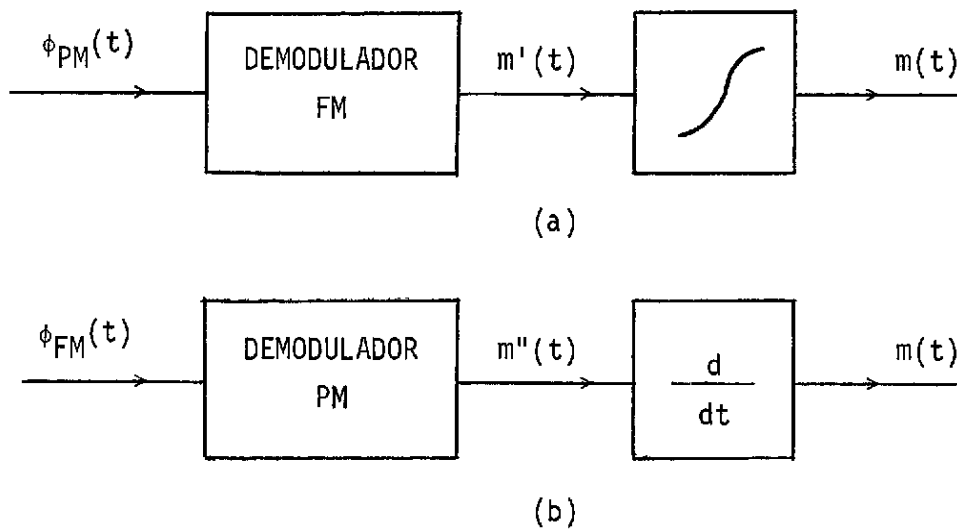 ϕPM(t)
DEMODULADOR
FM
m'(t)
m(t)
(a)
ϕFM(t)
DEMODULADOR
PM
m"(t)
d
dt
m(t)
(b)